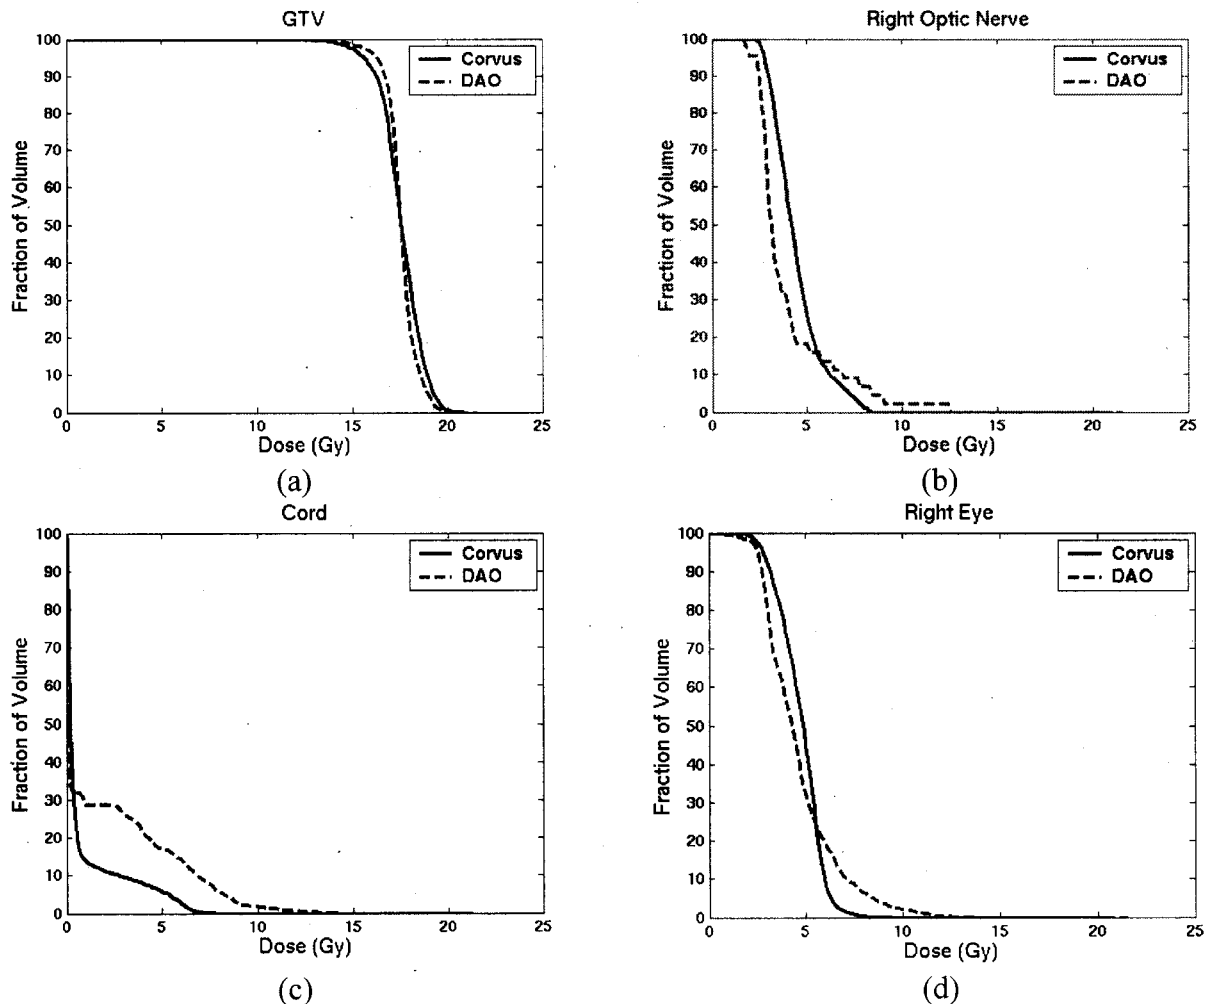 GTV
Corvus
DAO
Fraction of Volume
100
90
80
70
60
50
40
30
20
10
0
0 5 10 15 20 25
Dose (Gy)
(a)
Right Optic Nerve
Corvus
DAO
Fraction of Volume
100
90
80
70
60
50
40
30
20
10
0
0 5 10 15 20 25
Dose (Gy)
(b)
Cord
Corvus
DAO
Fraction of Volume
100
90
80
70
60
50
40
30
20
10
0
0 5 10 15 20 25
Dose (Gy)
(c)
Right Eye
Corvus
DAO
Fraction of Volume
100
90
80
70
60
50
40
30
20
10
0
0 5 10 15 20 25
Dose (Gy)
(d)